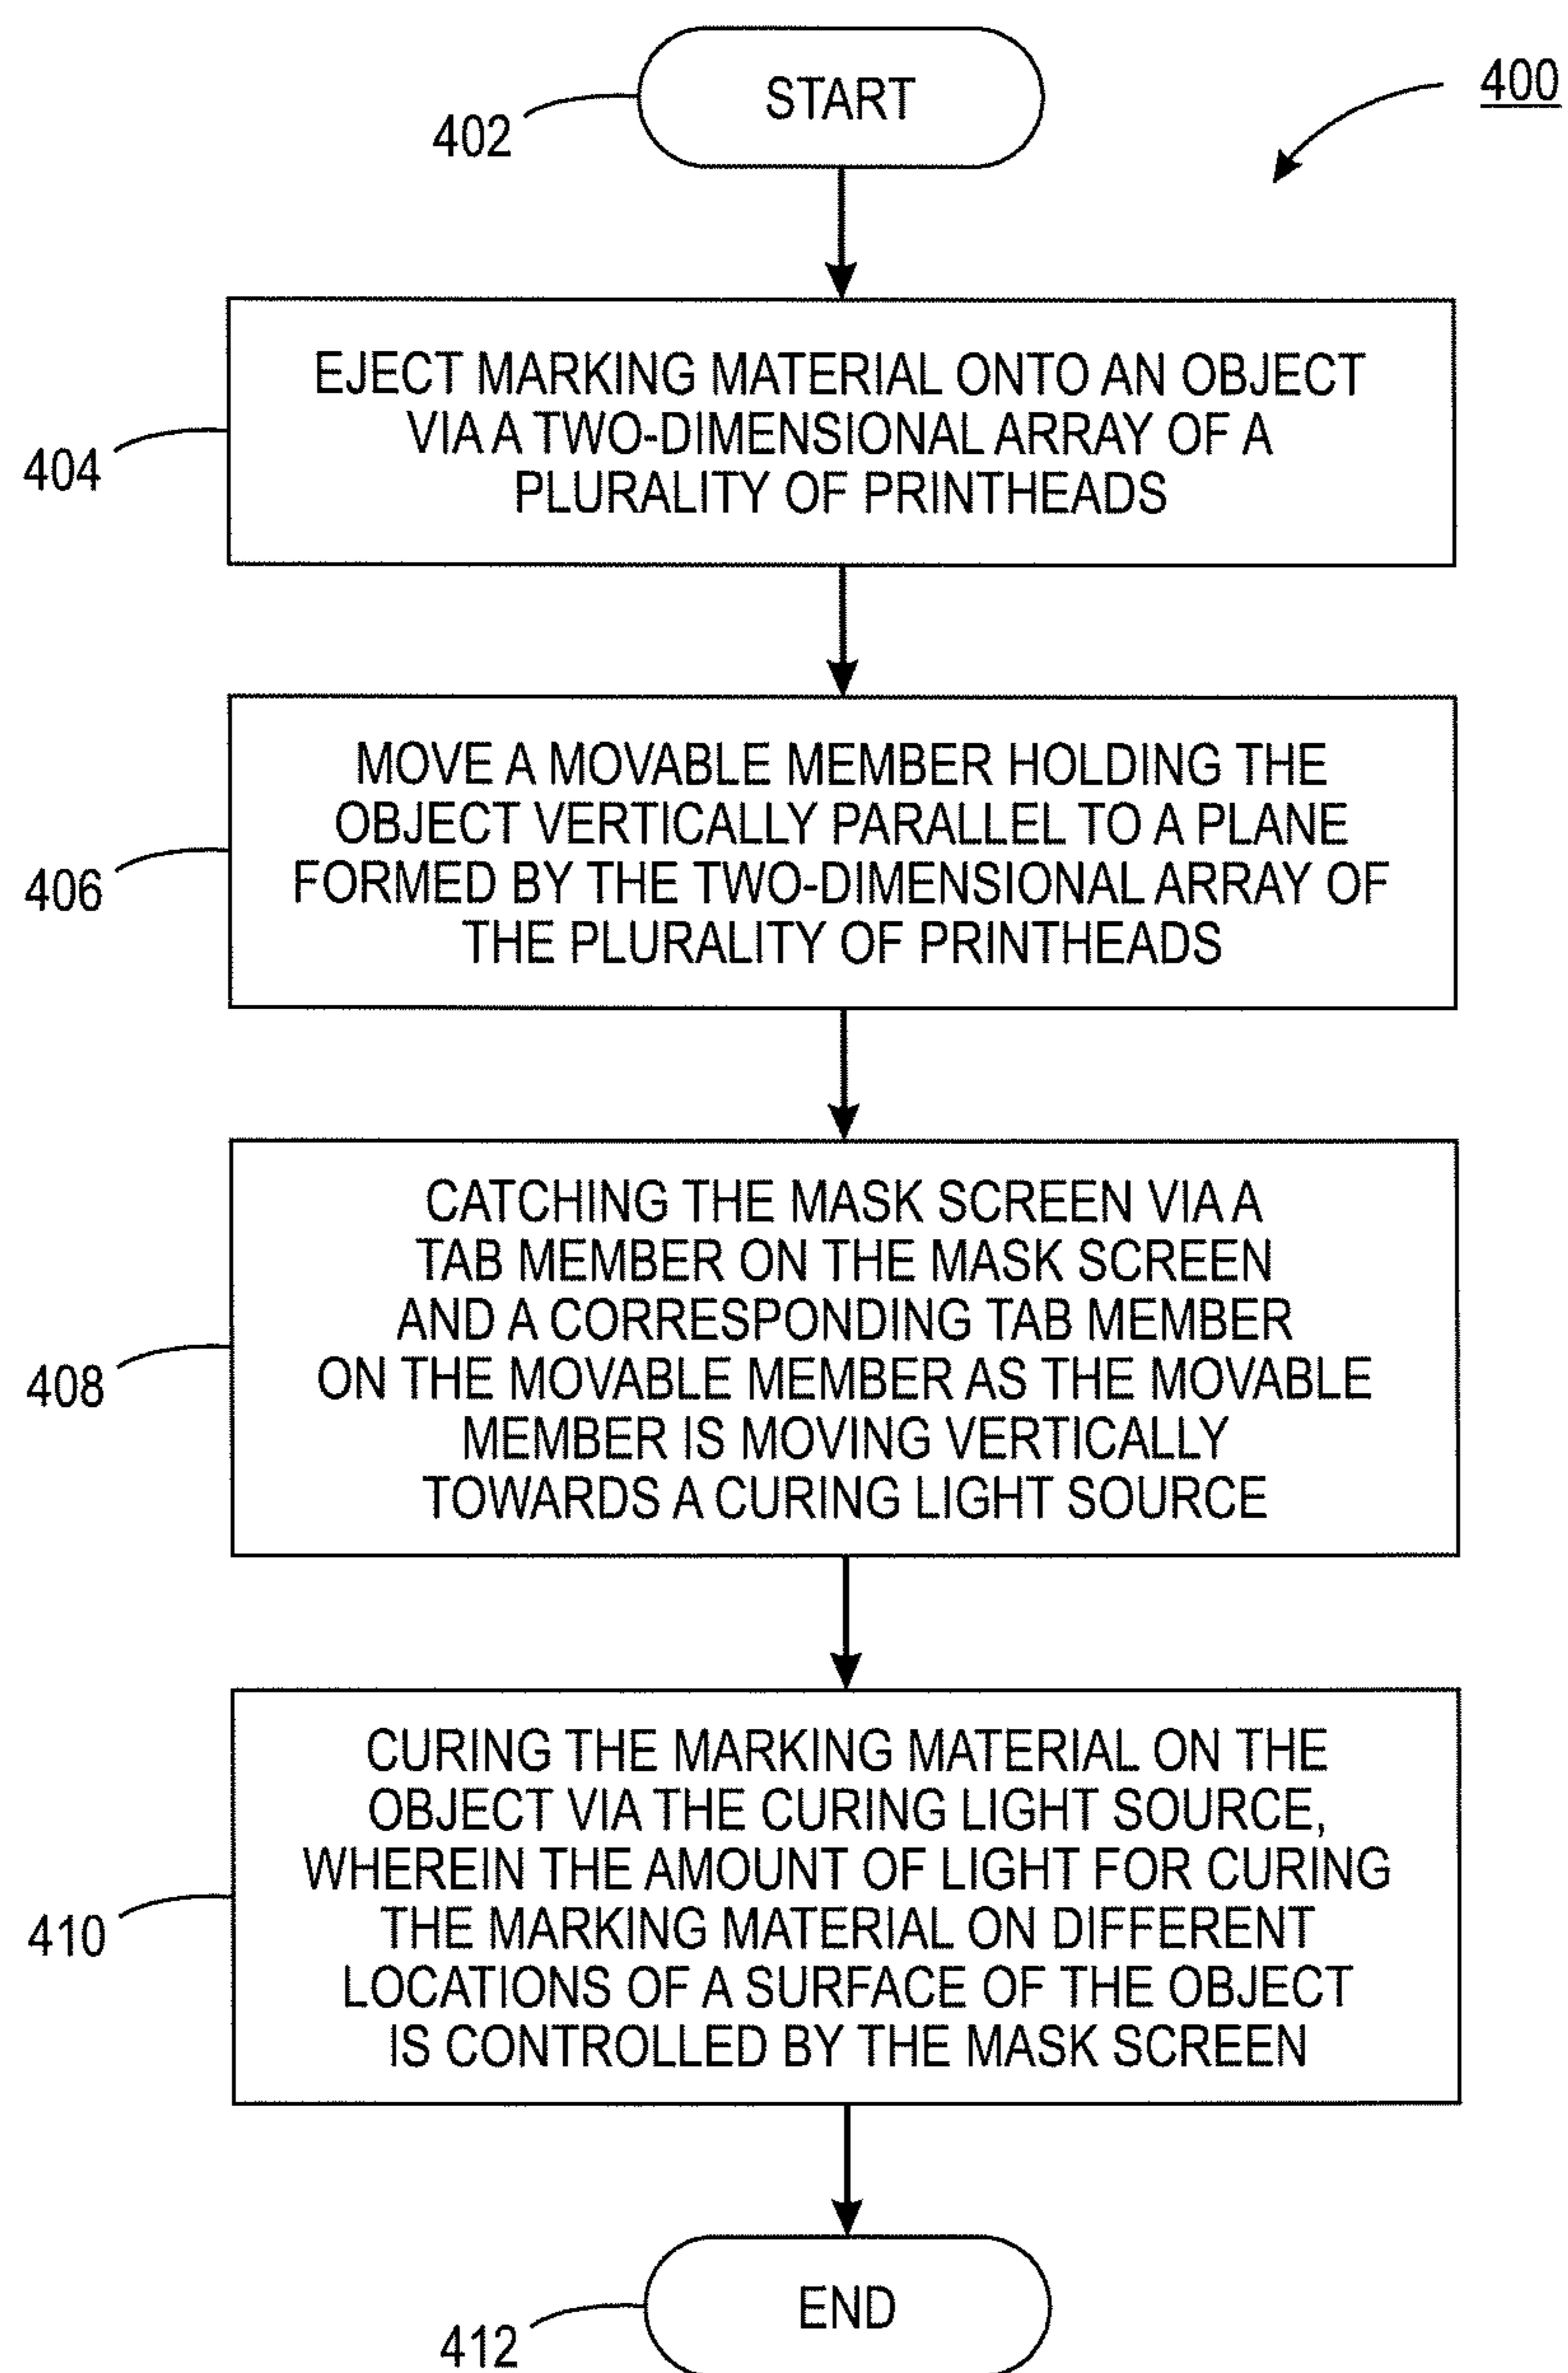 400
START
402
EJECT MARKING MATERIAL ONTO AN OBJECT
VIA A TWO-DIMENSIONAL ARRAY OF A
PLURALITY OF PRINTHEADS
404
MOVE A MOVABLE MEMBER HOLDING THE
OBJECT VERTICALLY PARALLEL TO A PLANE
FORMED BY THE TWO-DIMENSIONAL ARRAY OF
THE PLURALITY OF PRINTHEADS
406
CATCHING THE MASK SCREEN VIA A
TAB MEMBER ON THE MASK SCREEN
AND A CORRESPONDING TAB MEMBER
ON THE MOVABLE MEMBER AS THE MOVABLE
MEMBER IS MOVING VERTICALLY
TOWARDS A CURING LIGHT SOURCE
408
CURING THE MARKING MATERIAL ON THE
OBJECT VIA THE CURING LIGHT SOURCE,
WHEREIN THE AMOUNT OF LIGHT FOR CURING
THE MARKING MATERIAL ON DIFFERENT
LOCATIONS OF A SURFACE OF THE OBJECT
IS CONTROLLED BY THE MASK SCREEN
410
END
412